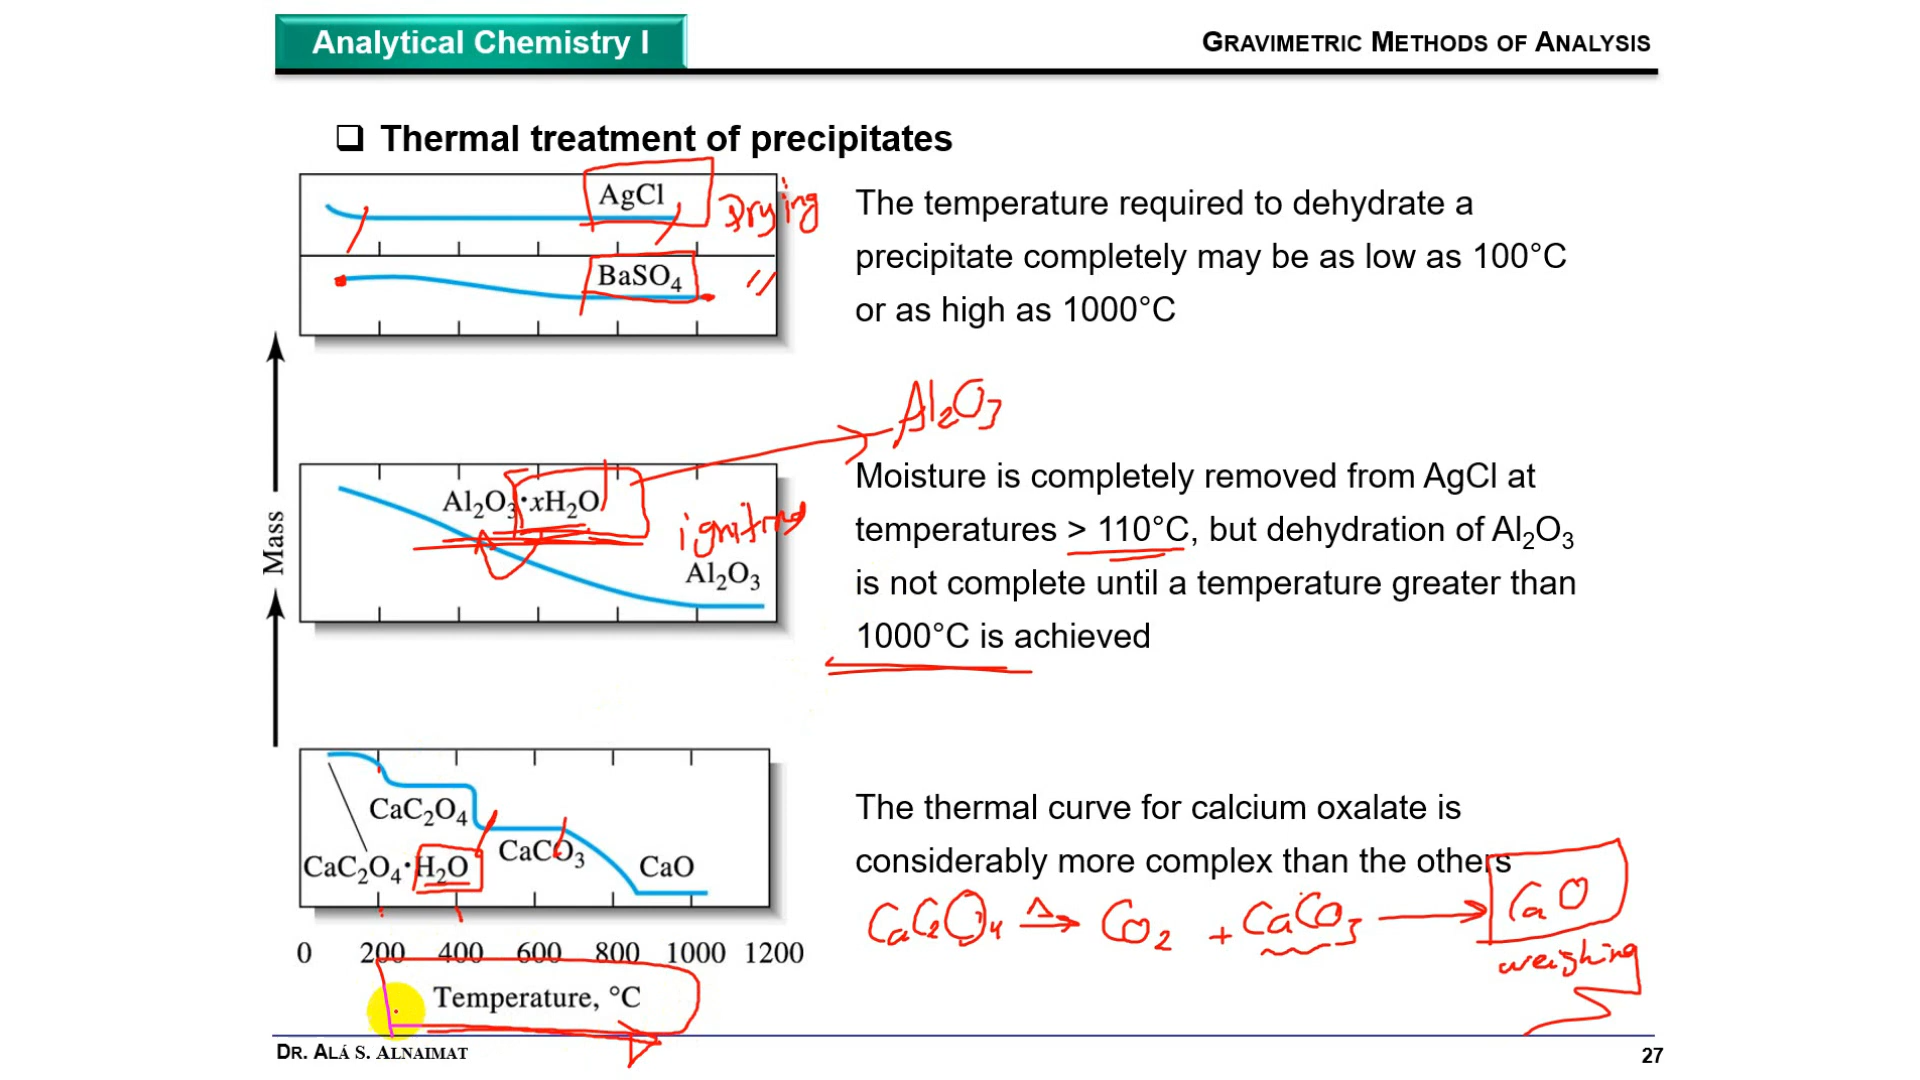 Analytical Chemistry I
GRAVIMETRIC METHODS OF ANALYSIS
Thermal treatment of precipitates
AgCl
Drying
BaSO₄
"
The temperature required to dehydrate a
precipitate completely may be as low as 100°C
or as high as 1000°C
Mass
Al₂O₃
Al₂O₃·xH₂O
igniting
Al₂O₃
Moisture is completely removed from AgCl at
temperatures > 110°C, but dehydration of Al₂O₃
is not complete until a temperature greater than
1000°C is achieved
CaC₂O₄
CaC₂O₄·H₂O
CaCO₃
CaO
The thermal curve for calcium oxalate is
considerably more complex than the others
CaC₂O₄ Δ→ CO₂ + CaCO₃ → CaO
weighing
0 200 400 600 800 1000 1200
Temperature, °C
DR. ALÁ S. ALNAIMAT
27